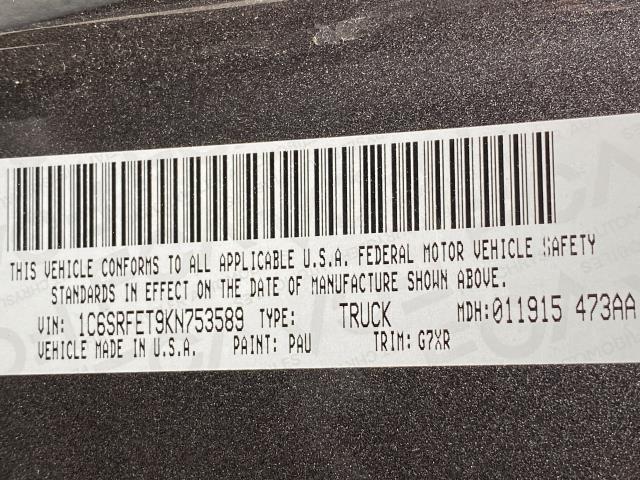 THIS VEHICLE CONFORMS TO ALL APPLICABLE U.S.A. FEDERAL MOTOR VEHICLE SAFETY
STANDARDS IN EFFECT ON THE DATE OF MANUFACTURE SHOWN ABOVE.
VIN: 1C6SRFET9KN753589 TYPE: TRUCK MDH: 011915 473AA
VEHICLE MADE IN U.S.A. PAINT: PAU TRIM: G7XR